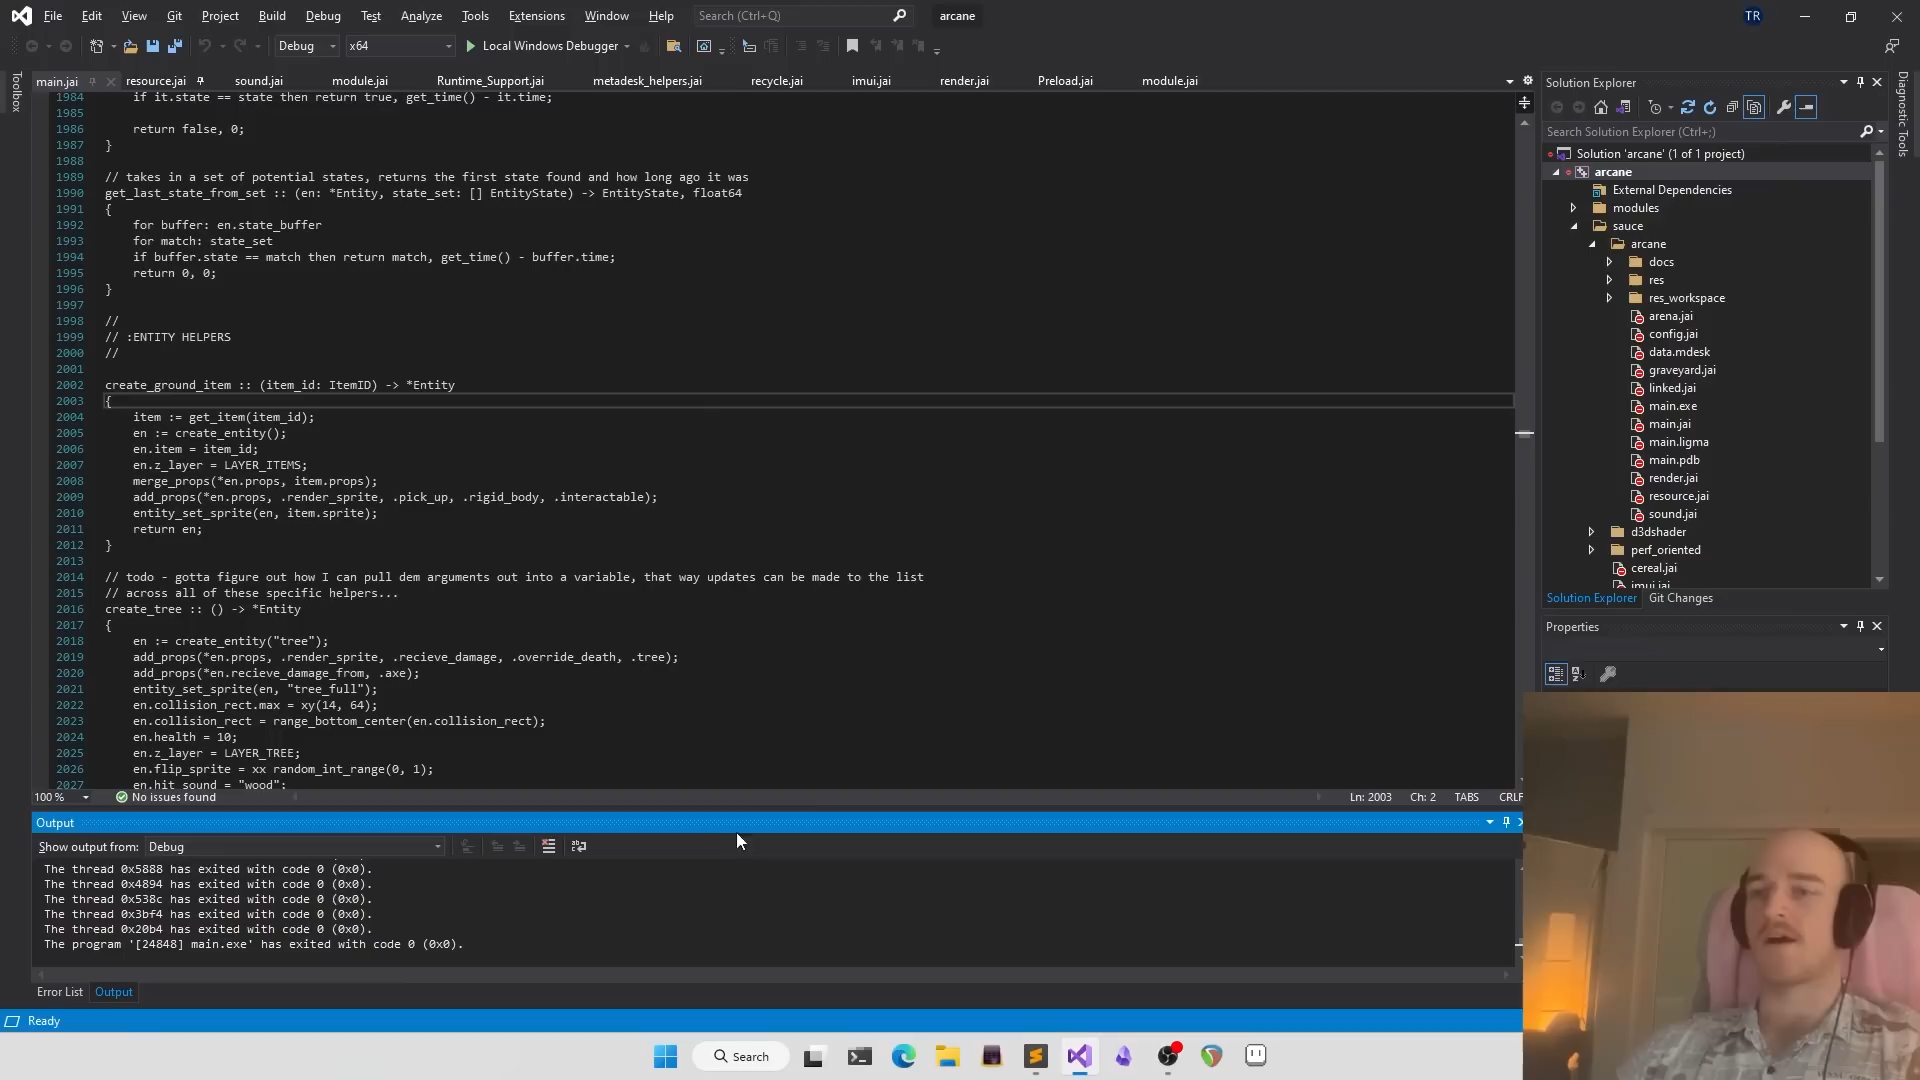 File Edit View Git Project Build Debug Test Analyze Tools Extensions Window Help Search (Ctrl+Q) arcane TR
Debug x64 Local Windows Debugger
Toolbox
main.jai resource.jai sound.jai module.jai Runtime_Support.jai metadesk_helpers.jai recycle.jai imui.jai render.jai Preload.jai module.jai
1984 if it.state == state then return true, get_time() - it.time;
1985
1986 return false, 0;
1987 }
1988
1989 // takes in a set of potential states, returns the first state found and how long ago it was
1990 get_last_state_from_set :: (en: *Entity, state_set: [] EntityState) -> EntityState, float64
1991 {
1992 for buffer: en.state_buffer
1993 for match: state_set
1994 if buffer.state == match then return match, get_time() - buffer.time;
1995 return 0, 0;
1996 }
1997
1998 //
1999 // :ENTITY HELPERS
2000 //
2001
2002 create_ground_item :: (item_id: ItemID) -> *Entity
2003 {
2004 item := get_item(item_id);
2005 en := create_entity();
2006 en.item = item_id;
2007 en.z_layer = LAYER_ITEMS;
2008 merge_props(*en.props, item.props);
2009 add_props(*en.props, .render_sprite, .pick_up, .rigid_body, .interactable);
2010 entity_set_sprite(en, item.sprite);
2011 return en;
2012 }
2013
2014 // todo - gotta figure out how I can pull dem arguments out into a variable, that way updates can be made to the list
2015 // across all of these specific helpers...
2016 create_tree :: () -> *Entity
2017 {
2018 en := create_entity("tree");
2019 add_props(*en.props, .render_sprite, .recieve_damage, .override_death, .tree);
2020 add_props(*en.recieve_damage_from, .axe);
2021 entity_set_sprite(en, "tree_full");
2022 en.collision_rect.max = xy(14, 64);
2023 en.collision_rect = range_bottom_center(en.collision_rect);
2024 en.health = 10;
2025 en.z_layer = LAYER_TREE;
2026 en.flip_sprite = xx random_int_range(0, 1);
2027 en.hit_sound = "wood";
100 % No issues found Ln: 2003 Ch: 2 TABS CRLF
Output
Show output from: Debug
The thread 0x5888 has exited with code 0 (0x0).
The thread 0x4894 has exited with code 0 (0x0).
The thread 0x538c has exited with code 0 (0x0).
The thread 0x3bf4 has exited with code 0 (0x0).
The thread 0x20b4 has exited with code 0 (0x0).
The program '[24848] main.exe' has exited with code 0 (0x0).
Error List Output
Ready
Solution Explorer
Search Solution Explorer (Ctrl+;)
Solution 'arcane' (1 of 1 project)
arcane
External Dependencies
modules
sauce
arcane
docs
res
res_workspace
arena.jai
config.jai
data.mdesk
graveyard.jai
linked.jai
main.exe
main.jai
main.ligma
main.pdb
render.jai
resource.jai
sound.jai
d3dshader
perf_oriented
cereal.jai
imui.jai
Solution Explorer Git Changes
Properties
Diagnostic Tools
Search